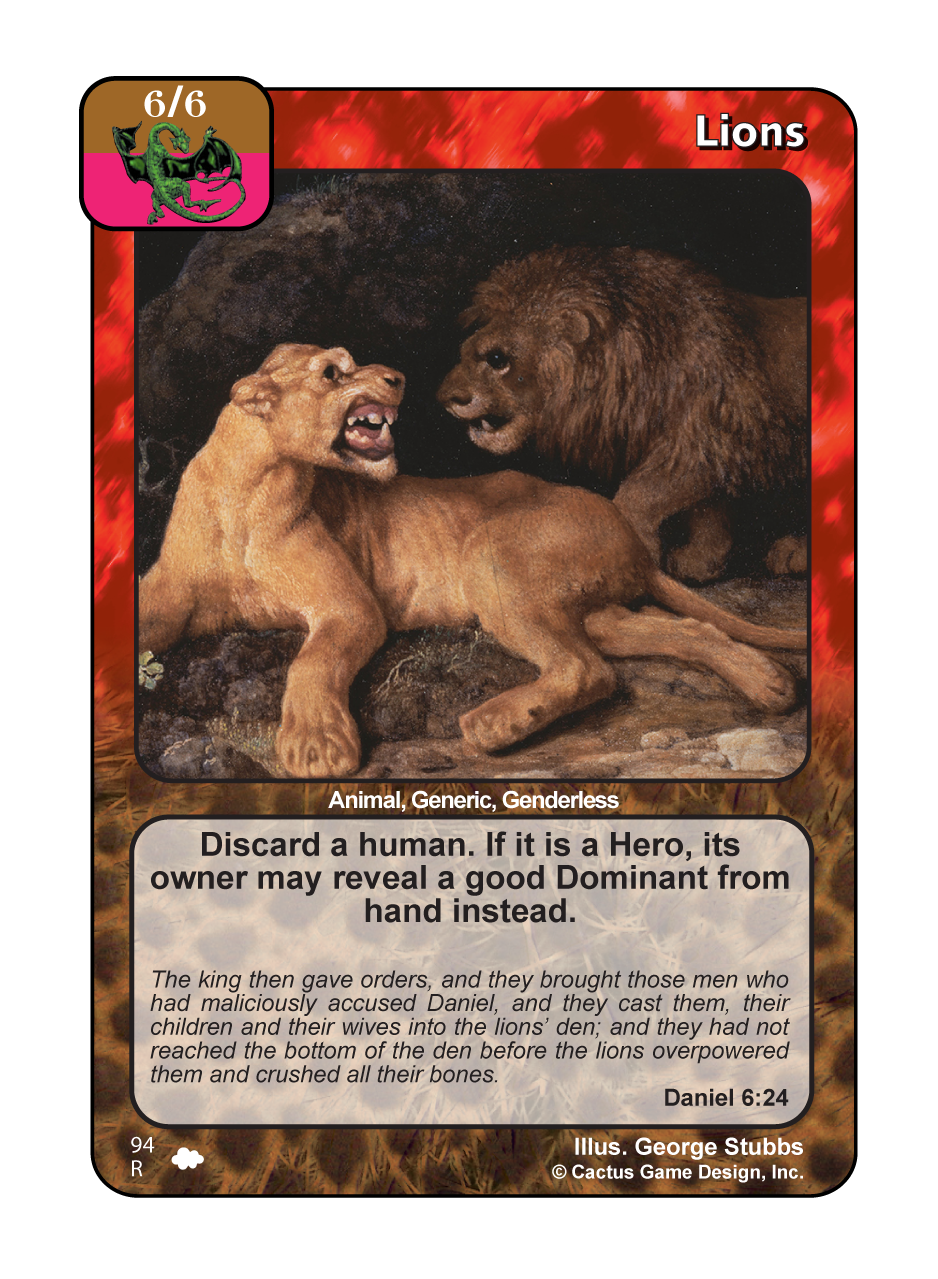 6/6
Lions
Animal, Generic, Genderless
Discard a human. If it is a Hero, its
owner may reveal a good Dominant from
hand instead.
The king then gave orders, and they brought those men who
had maliciously accused Daniel, and they cast them, their
children and their wives into the lions’ den; and they had not
reached the bottom of the den before the lions overpowered
them and crushed all their bones.
Daniel 6:24
94
R
Illus. George Stubbs
© Cactus Game Design, Inc.